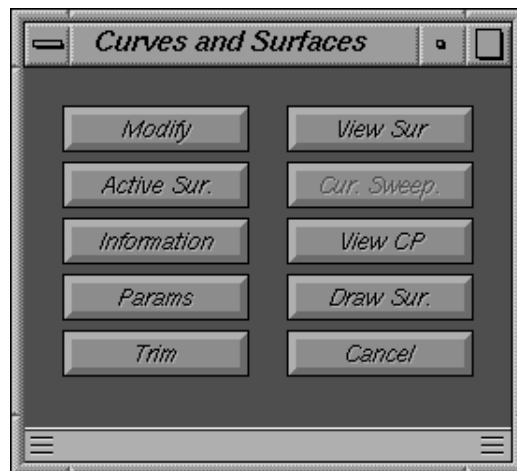 Curves and Surfaces
Modify
View Sur
Active Sur.
Cur. Sweep.
Information
View CP
Params
Draw Sur.
Trim
Cancel